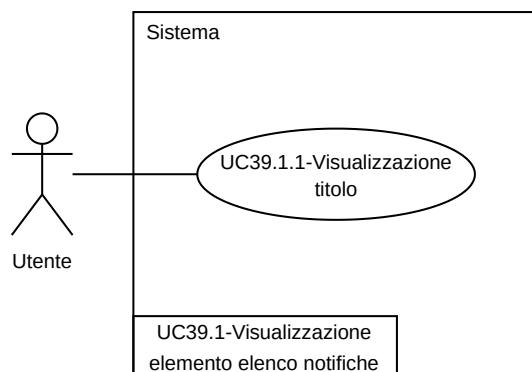 Sistema
UC39.1.1-Visualizzazione
titolo
Utente
UC39.1-Visualizzazione
elemento elenco notifiche